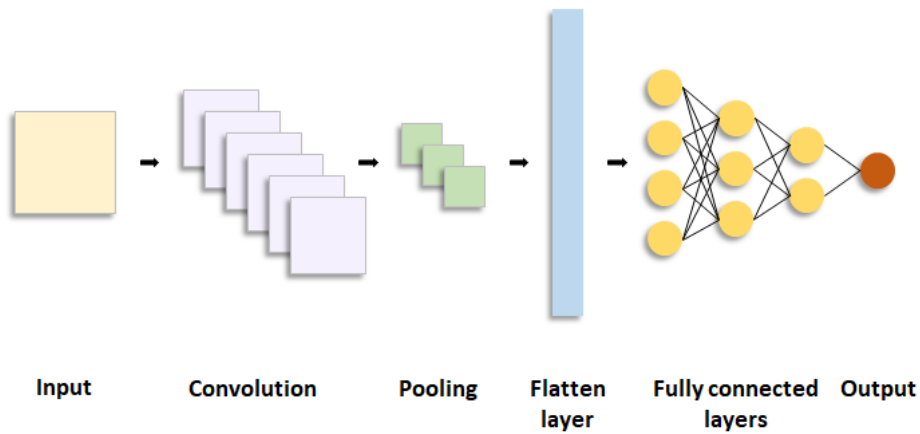 Input
Convolution
Pooling
Flatten
layer
Fully connected
layers
Output